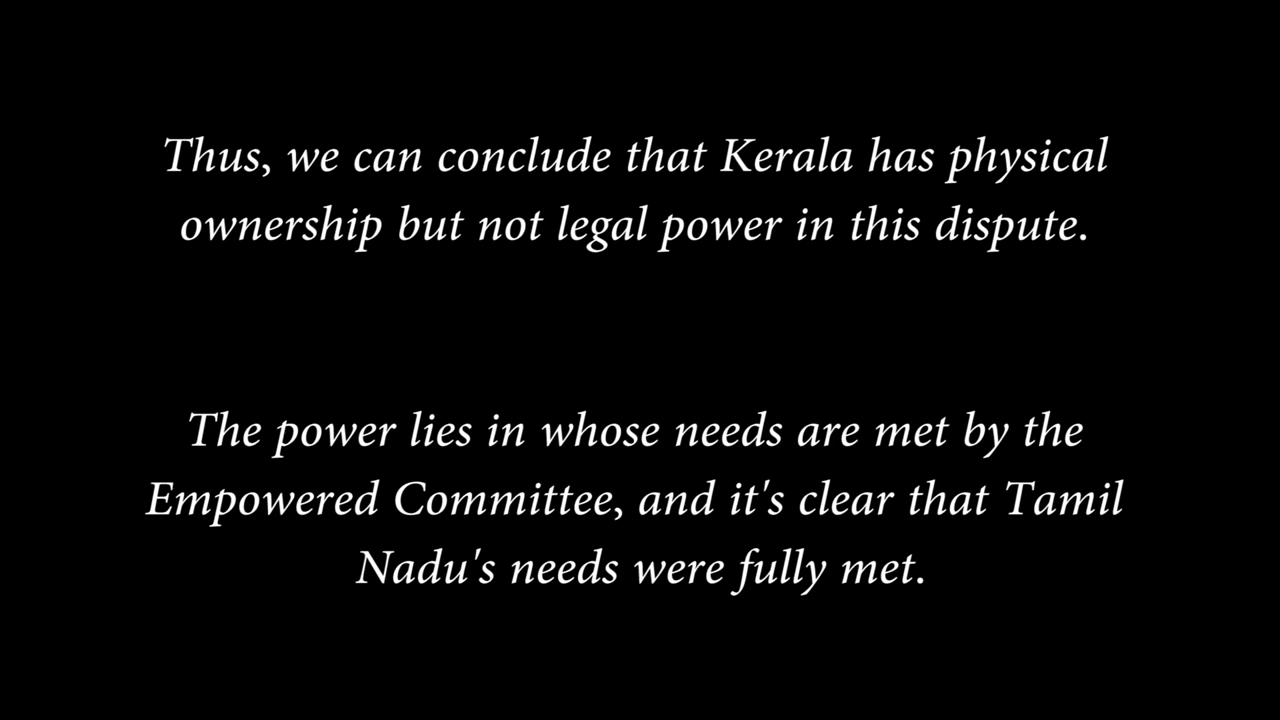 Thus, we can conclude that Kerala has physical
ownership but not legal power in this dispute.
The power lies in whose needs are met by the
Empowered Committee, and it's clear that Tamil
Nadu's needs were fully met.